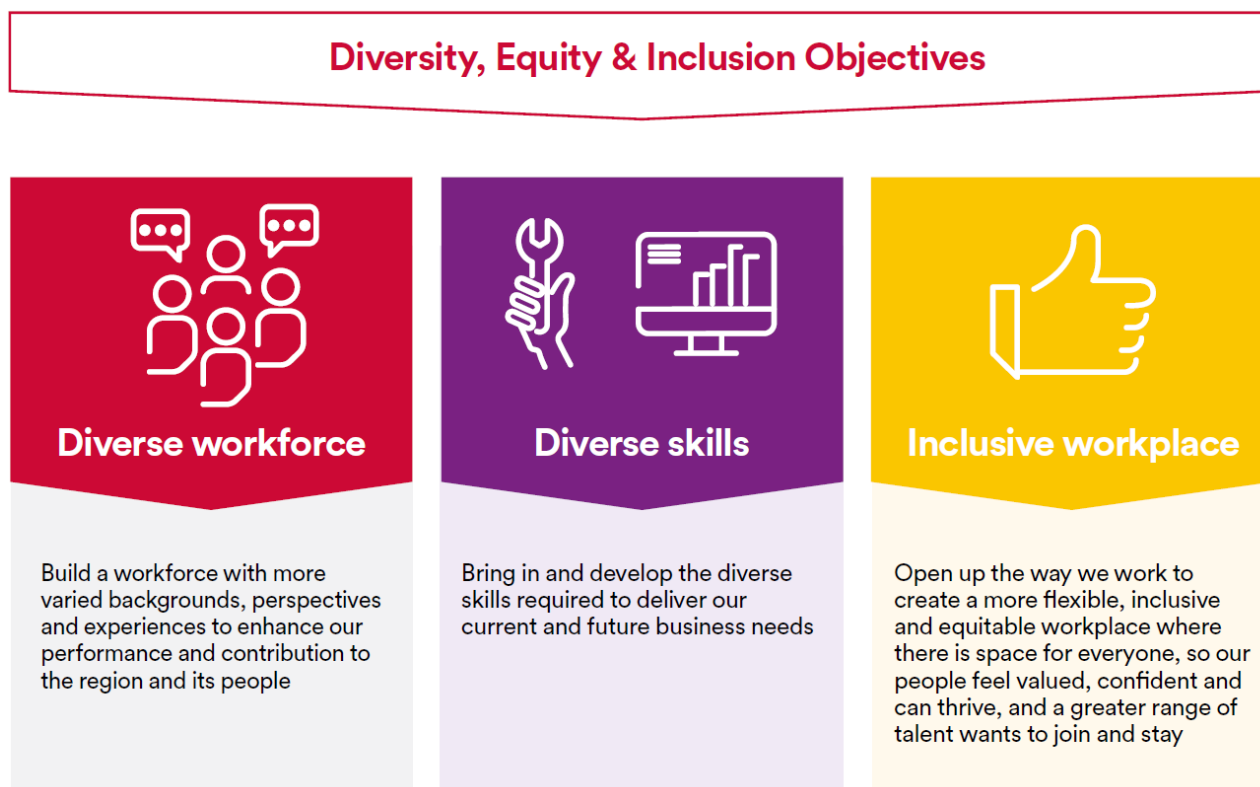 Diversity, Equity & Inclusion Objectives
Diverse workforce
Build a workforce with more
varied backgrounds, perspectives
and experiences to enhance our
performance and contribution to
the region and its people
Diverse skills
Bring in and develop the diverse
skills required to deliver our
current and future business needs
Inclusive workplace
Open up the way we work to
create a more flexible, inclusive
and equitable workplace where
there is space for everyone, so our
people feel valued, confident and
can thrive, and a greater range of
talent wants to join and stay